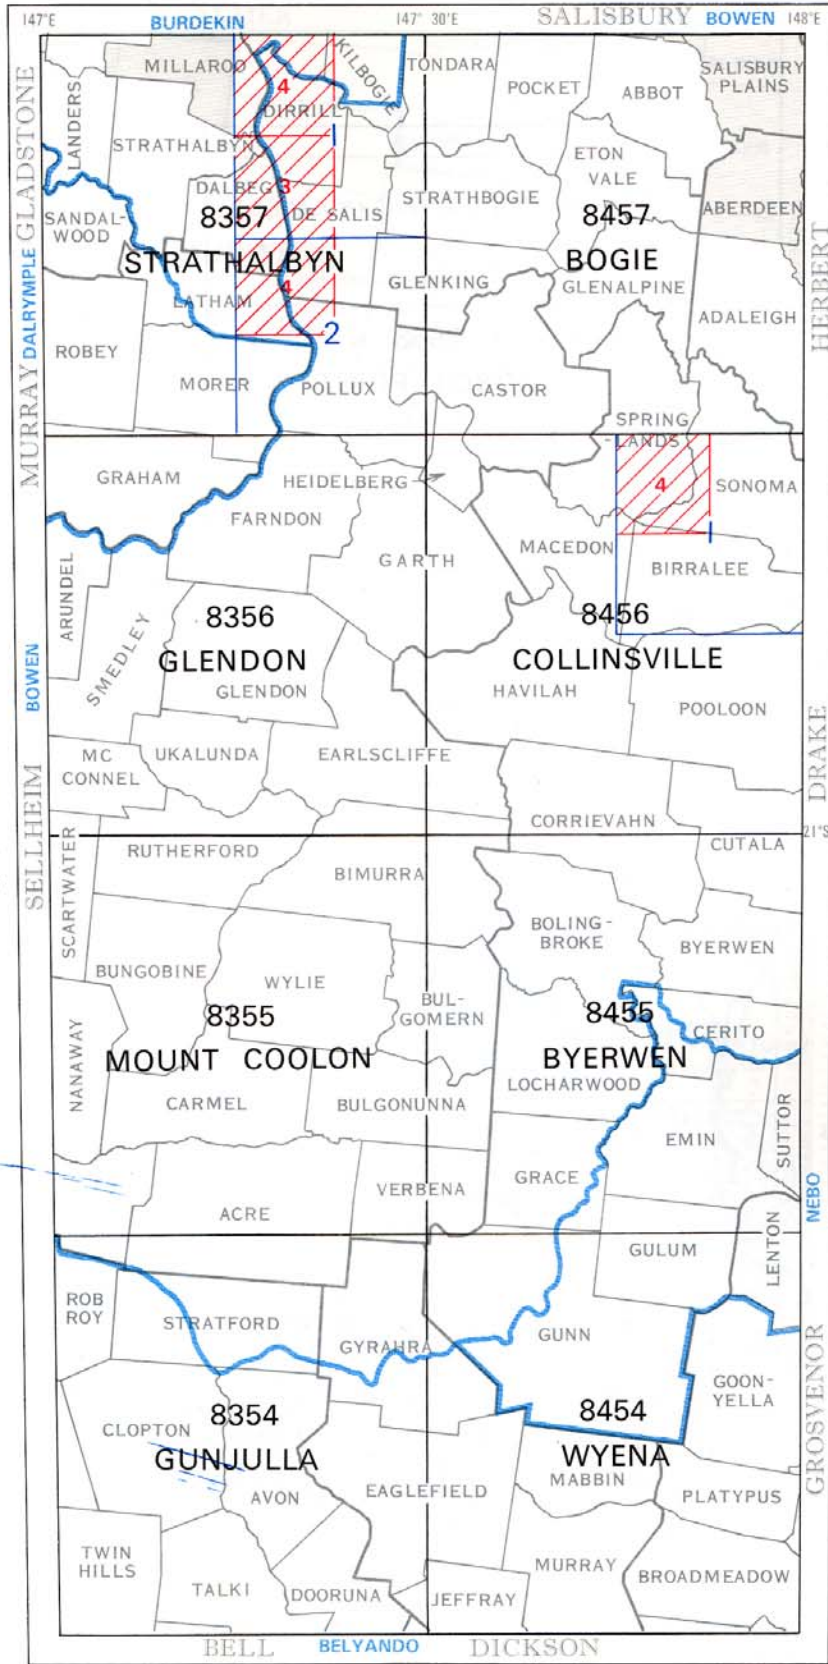 147°E
BURDEKIN
147° 30'E
SALISBURY
BOWEN
148°E
GLADSTONE
MURRAY
DALRYMPLE
HERBERT
MILLAROO
LANDERS
4
DIRRILL
KILBOGIE
TONDARA
POCKET
ABBOT
SALISBURY
PLAINS
1
STRATHALBYN
DALBEG
3
DE SALIS
STRATHBOGIE
ETON
VALE
ABERDEEN
SANDAL-
WOOD
8357
STRATHALBYN
8457
BOGIE
GLENKING
GLENALPINE
ADALEIGH
LATHAM
4
2
ROBEY
MORER
POLLUX
CASTOR
SPRING
-LANDS
GRAHAM
HEIDELBERG
FARNDON
GARTH
4
SONOMA
1
MACEDON
BIRRALEE
ARUNDEL
SMEDLEY
8356
GLENDON
GLENDON
8456
COLLINSVILLE
HAVILAH
POOLOON
BOWEN
SELLHEIM
DRAKE
MC
CONNEL
UKALUNDA
EARLSCLIFFE
CORRIEVAHN
21°S
CUTALA
SCARTWATER
RUTHERFORD
BIMURRA
BOLING-
BROKE
BYERWEN
BUNGOBINE
WYLIE
BUL-
GOMERN
8355
MOUNT COOLON
8455
BYERWEN
CERITO
NANAWAY
CARMEL
BULGONUNNA
LOCHARWOOD
EMIN
SUTTOR
ACRE
VERBENA
GRACE
NEBO
GULUM
LENTON
ROB
ROY
STRATFORD
GYRAHRA
GUNN
GOON-
YELLA
GROSVENOR
CLOPTON
8354
GUNJULLA
8454
WYENA
AVON
EAGLEFIELD
MABBIN
PLATYPUS
TWIN
HILLS
TALKI
DOORUNA
JEFFRAY
MURRAY
BROADMEADOW
BELL
BELYANDO
DICKSON